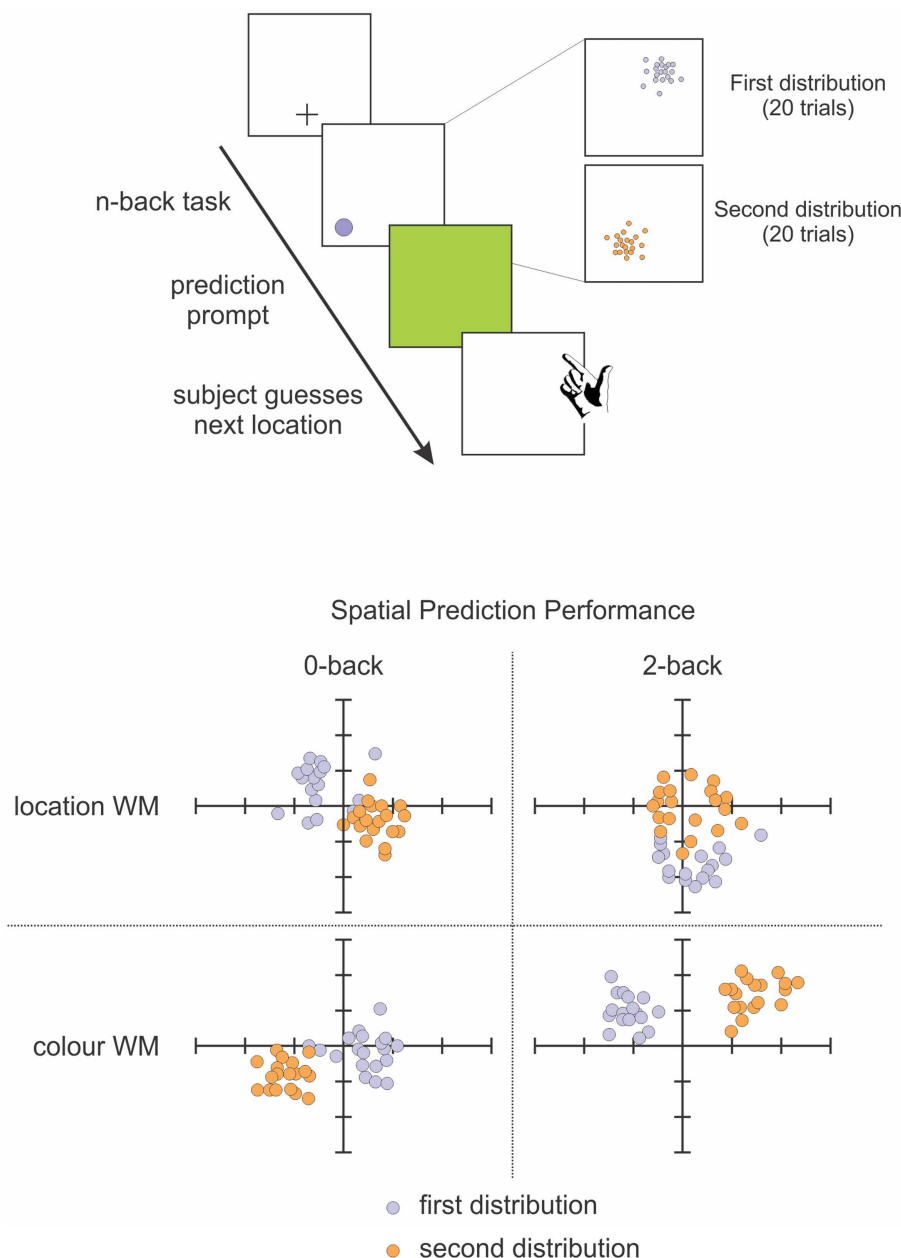 First distribution
(20 trials)
n-back task
Second distribution
(20 trials)
prediction
prompt
subject guesses
next location
Spatial Prediction Performance
0-back
2-back
location WM
colour WM
first distribution
second distribution